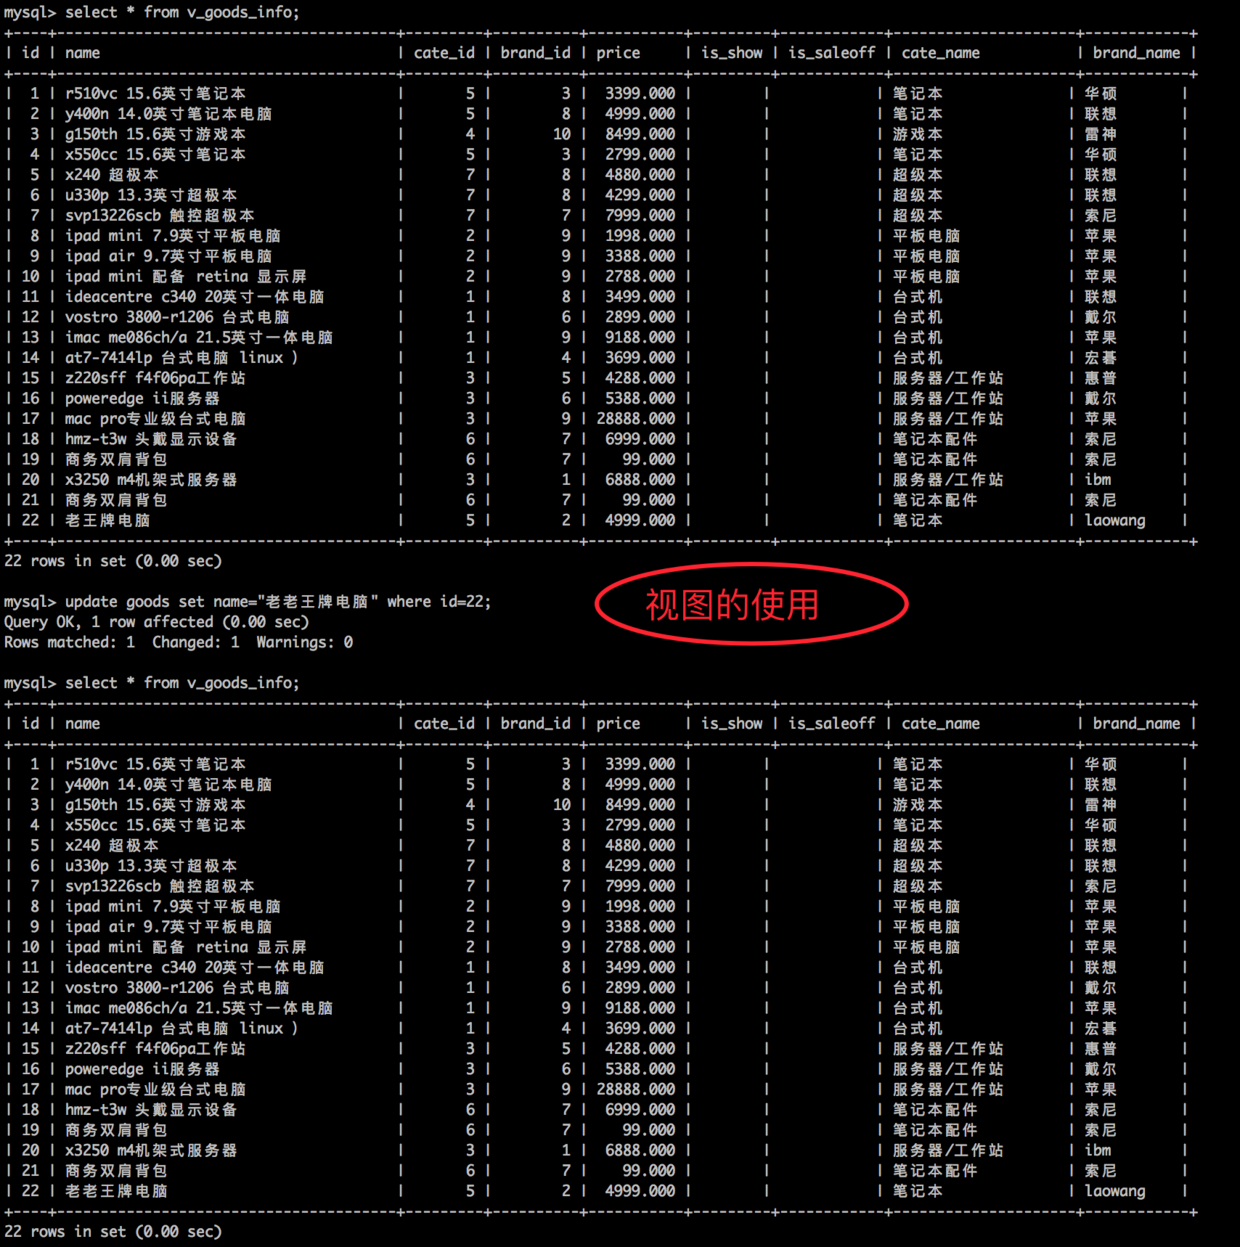 mysql> select * from v_goods_info;
+----+---------------------------------------+---------+----------+-----------+---------+------------+---------------------+------------+
| id | name | cate_id | brand_id | price | is_show | is_saleoff | cate_name | brand_name |
+----+---------------------------------------+---------+----------+-----------+---------+------------+---------------------+------------+
| 1 | r510vc 15.6英寸笔记本 | 5 | 3 | 3399.000 | | | 笔记本 | 华硕 |
| 2 | y400n 14.0英寸笔记本电脑 | 5 | 8 | 4999.000 | | | 笔记本 | 联想 |
| 3 | g150th 15.6英寸游戏本 | 4 | 10 | 8499.000 | | | 游戏本 | 雷神 |
| 4 | x550cc 15.6英寸笔记本 | 5 | 3 | 2799.000 | | | 笔记本 | 华硕 |
| 5 | x240 超极本 | 7 | 8 | 4880.000 | | | 超级本 | 联想 |
| 6 | u330p 13.3英寸超极本 | 7 | 8 | 4299.000 | | | 超级本 | 联想 |
| 7 | svp13226scb 触控超极本 | 7 | 7 | 7999.000 | | | 超级本 | 索尼 |
| 8 | ipad mini 7.9英寸平板电脑 | 2 | 9 | 1998.000 | | | 平板电脑 | 苹果 |
| 9 | ipad air 9.7英寸平板电脑 | 2 | 9 | 3388.000 | | | 平板电脑 | 苹果 |
| 10 | ipad mini 配备 retina 显示屏 | 2 | 9 | 2788.000 | | | 平板电脑 | 苹果 |
| 11 | ideacentre c340 20英寸一体电脑 | 1 | 8 | 3499.000 | | | 台式机 | 联想 |
| 12 | vostro 3800-r1206 台式电脑 | 1 | 6 | 2899.000 | | | 台式机 | 戴尔 |
| 13 | imac me086ch/a 21.5英寸一体电脑 | 1 | 9 | 9188.000 | | | 台式机 | 苹果 |
| 14 | at7-7414lp 台式电脑 linux ) | 1 | 4 | 3699.000 | | | 台式机 | 宏碁 |
| 15 | z220sff f4f06pa工作站 | 3 | 5 | 4288.000 | | | 服务器/工作站 | 惠普 |
| 16 | poweredge ii服务器 | 3 | 6 | 5388.000 | | | 服务器/工作站 | 戴尔 |
| 17 | mac pro专业级台式电脑 | 3 | 9 | 28888.000 | | | 服务器/工作站 | 苹果 |
| 18 | hmz-t3w 头戴显示设备 | 6 | 7 | 6999.000 | | | 笔记本配件 | 索尼 |
| 19 | 商务双肩背包 | 6 | 7 | 99.000 | | | 笔记本配件 | 索尼 |
| 20 | x3250 m4机架式服务器 | 3 | 1 | 6888.000 | | | 服务器/工作站 | ibm |
| 21 | 商务双肩背包 | 6 | 7 | 99.000 | | | 笔记本配件 | 索尼 |
| 22 | 老王牌电脑 | 5 | 2 | 4999.000 | | | 笔记本 | laowang |
+----+---------------------------------------+---------+----------+-----------+---------+------------+---------------------+------------+
22 rows in set (0.00 sec)
mysql> update goods set name="老老王牌电脑" where id=22;
视图的使用
Query OK, 1 row affected (0.00 sec)
Rows matched: 1 Changed: 1 Warnings: 0
mysql> select * from v_goods_info;
+----+---------------------------------------+---------+----------+-----------+---------+------------+---------------------+------------+
| id | name | cate_id | brand_id | price | is_show | is_saleoff | cate_name | brand_name |
+----+---------------------------------------+---------+----------+-----------+---------+------------+---------------------+------------+
| 1 | r510vc 15.6英寸笔记本 | 5 | 3 | 3399.000 | | | 笔记本 | 华硕 |
| 2 | y400n 14.0英寸笔记本电脑 | 5 | 8 | 4999.000 | | | 笔记本 | 联想 |
| 3 | g150th 15.6英寸游戏本 | 4 | 10 | 8499.000 | | | 游戏本 | 雷神 |
| 4 | x550cc 15.6英寸笔记本 | 5 | 3 | 2799.000 | | | 笔记本 | 华硕 |
| 5 | x240 超极本 | 7 | 8 | 4880.000 | | | 超级本 | 联想 |
| 6 | u330p 13.3英寸超极本 | 7 | 8 | 4299.000 | | | 超级本 | 联想 |
| 7 | svp13226scb 触控超极本 | 7 | 7 | 7999.000 | | | 超级本 | 索尼 |
| 8 | ipad mini 7.9英寸平板电脑 | 2 | 9 | 1998.000 | | | 平板电脑 | 苹果 |
| 9 | ipad air 9.7英寸平板电脑 | 2 | 9 | 3388.000 | | | 平板电脑 | 苹果 |
| 10 | ipad mini 配备 retina 显示屏 | 2 | 9 | 2788.000 | | | 平板电脑 | 苹果 |
| 11 | ideacentre c340 20英寸一体电脑 | 1 | 8 | 3499.000 | | | 台式机 | 联想 |
| 12 | vostro 3800-r1206 台式电脑 | 1 | 6 | 2899.000 | | | 台式机 | 戴尔 |
| 13 | imac me086ch/a 21.5英寸一体电脑 | 1 | 9 | 9188.000 | | | 台式机 | 苹果 |
| 14 | at7-7414lp 台式电脑 linux ) | 1 | 4 | 3699.000 | | | 台式机 | 宏碁 |
| 15 | z220sff f4f06pa工作站 | 3 | 5 | 4288.000 | | | 服务器/工作站 | 惠普 |
| 16 | poweredge ii服务器 | 3 | 6 | 5388.000 | | | 服务器/工作站 | 戴尔 |
| 17 | mac pro专业级台式电脑 | 3 | 9 | 28888.000 | | | 服务器/工作站 | 苹果 |
| 18 | hmz-t3w 头戴显示设备 | 6 | 7 | 6999.000 | | | 笔记本配件 | 索尼 |
| 19 | 商务双肩背包 | 6 | 7 | 99.000 | | | 笔记本配件 | 索尼 |
| 20 | x3250 m4机架式服务器 | 3 | 1 | 6888.000 | | | 服务器/工作站 | ibm |
| 21 | 商务双肩背包 | 6 | 7 | 99.000 | | | 笔记本配件 | 索尼 |
| 22 | 老老王牌电脑 | 5 | 2 | 4999.000 | | | 笔记本 | laowang |
+----+---------------------------------------+---------+----------+-----------+---------+------------+---------------------+------------+
22 rows in set (0.00 sec)